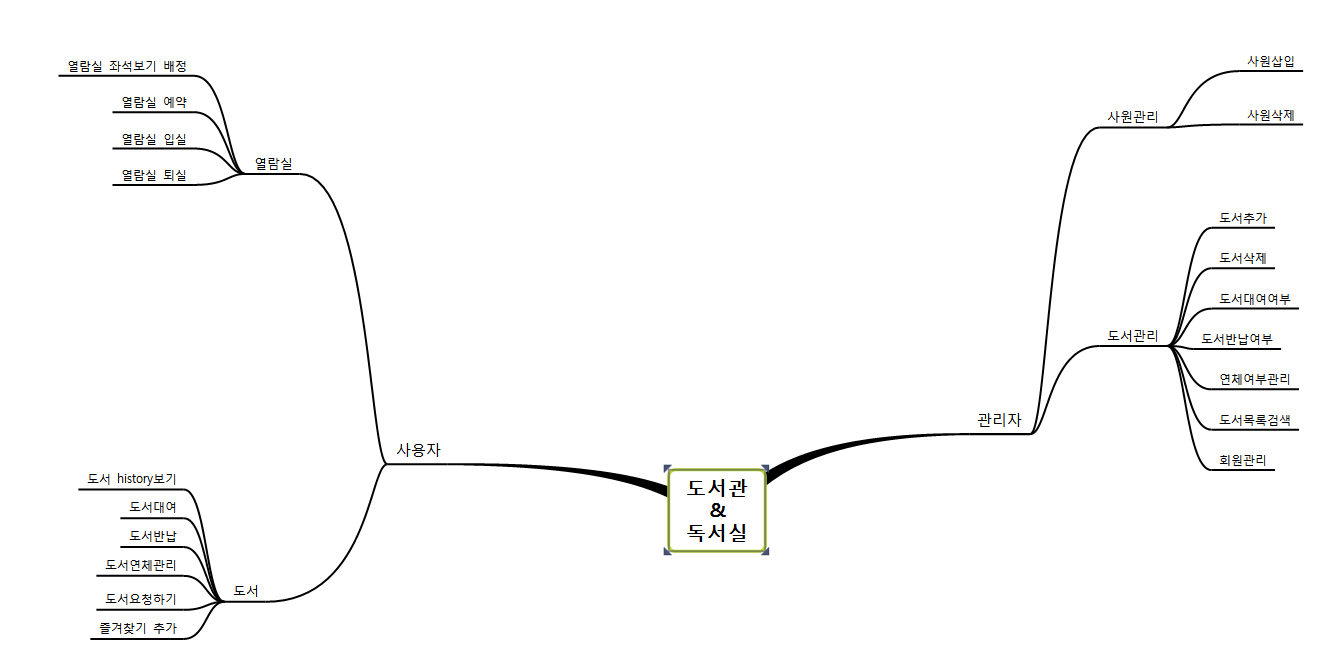 열람실 좌석보기 배정
열람실 예약
열람실 입실
열람실 퇴실
열람실
사용자
도서 history보기
도서대여
도서반납
도서연체관리
도서요청하기
즐겨찾기 추가
도서
도서관
&
독서실
관리자
사원관리
사원삽입
사원삭제
도서관리
도서추가
도서삭제
도서대여여부
도서반납여부
연체여부관리
도서목록검색
회원관리